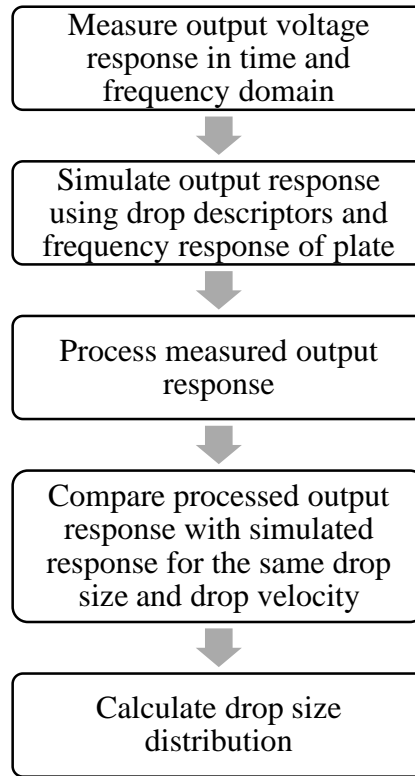 Measure output voltage
response in time and
frequency domain
Simulate output response
using drop descriptors and
frequency response of plate
Process measured output
response
Compare processed output
response with simulated
response for the same drop
size and drop velocity
Calculate drop size
distribution